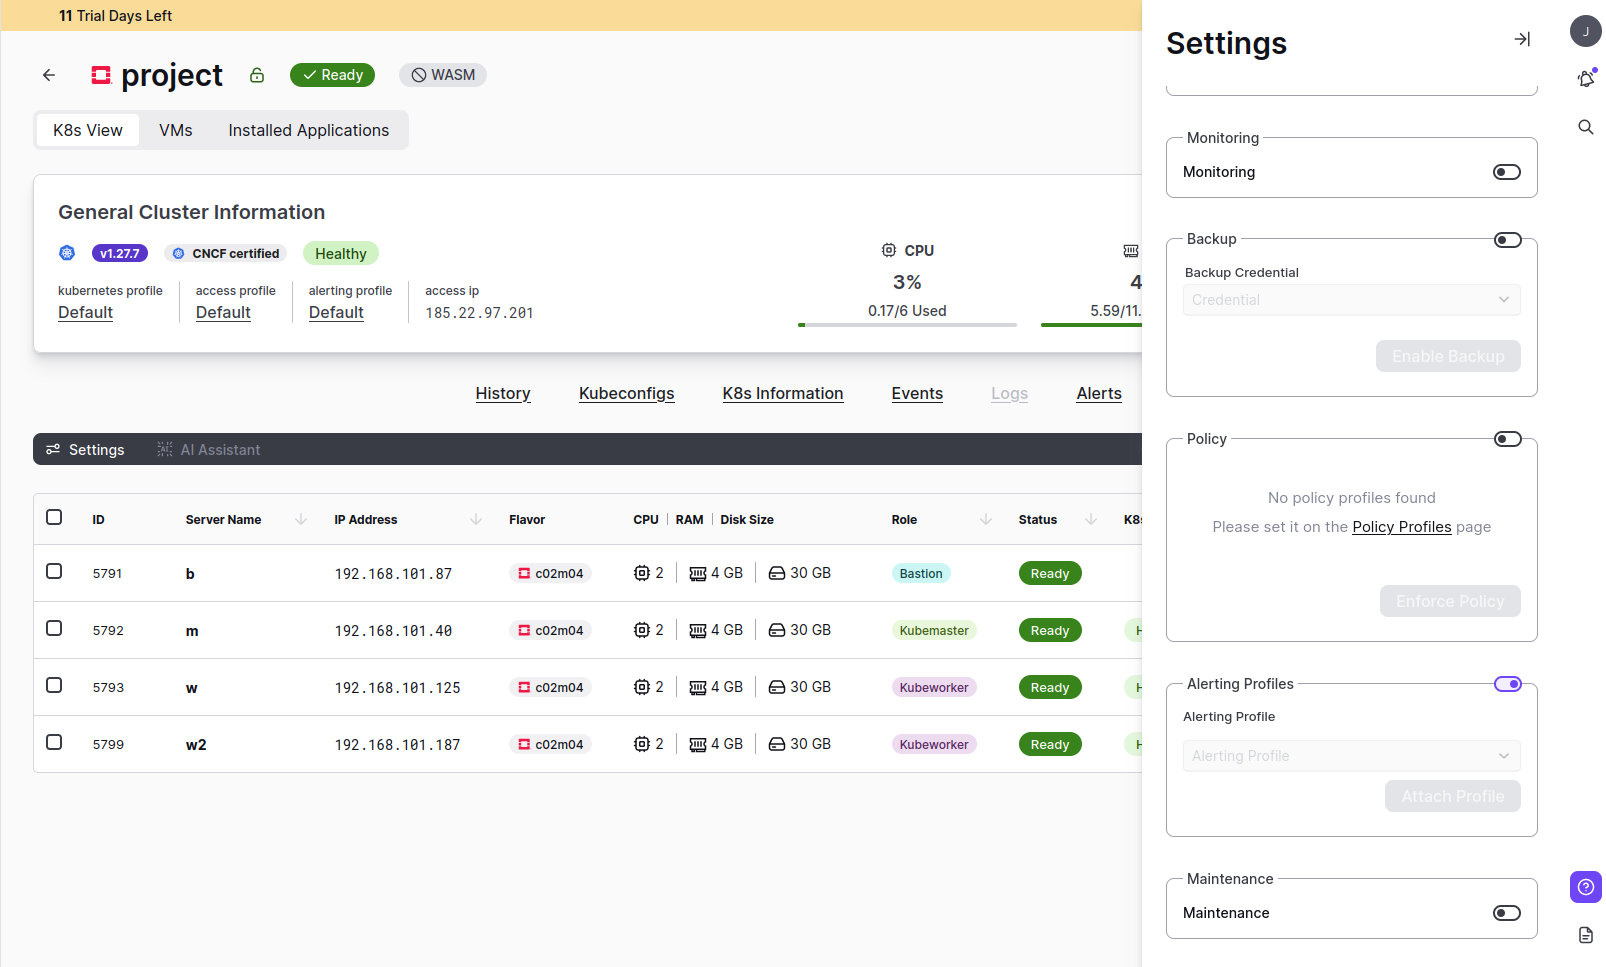 11 Trial Days Left
project
Ready
WASM
K8s View
VMs
Installed Applications
General Cluster Information
v1.27.7
CNCF certified
Healthy
kubernetes profile
Default
access profile
Default
alerting profile
Default
access ip
185.22.97.201
CPU
3%
0.17/6 Used
4
5.59/11.
History
Kubeconfigs
K8s Information
Events
Logs
Alerts
Settings
AI Assistant
ID Server Name IP Address Flavor CPU RAM Disk Size Role Status K8s
5791 b 192.168.101.87 c02m04 2 4 GB 30 GB Bastion Ready
5792 m 192.168.101.40 c02m04 2 4 GB 30 GB Kubemaster Ready H
5793 w 192.168.101.125 c02m04 2 4 GB 30 GB Kubeworker Ready H
5799 w2 192.168.101.187 c02m04 2 4 GB 30 GB Kubeworker Ready H
Settings
Monitoring
Monitoring
Backup
Backup Credential
Credential
Enable Backup
Policy
No policy profiles found
Please set it on the Policy Profiles page
Enforce Policy
Alerting Profiles
Alerting Profile
Alerting Profile
Attach Profile
Maintenance
Maintenance
J